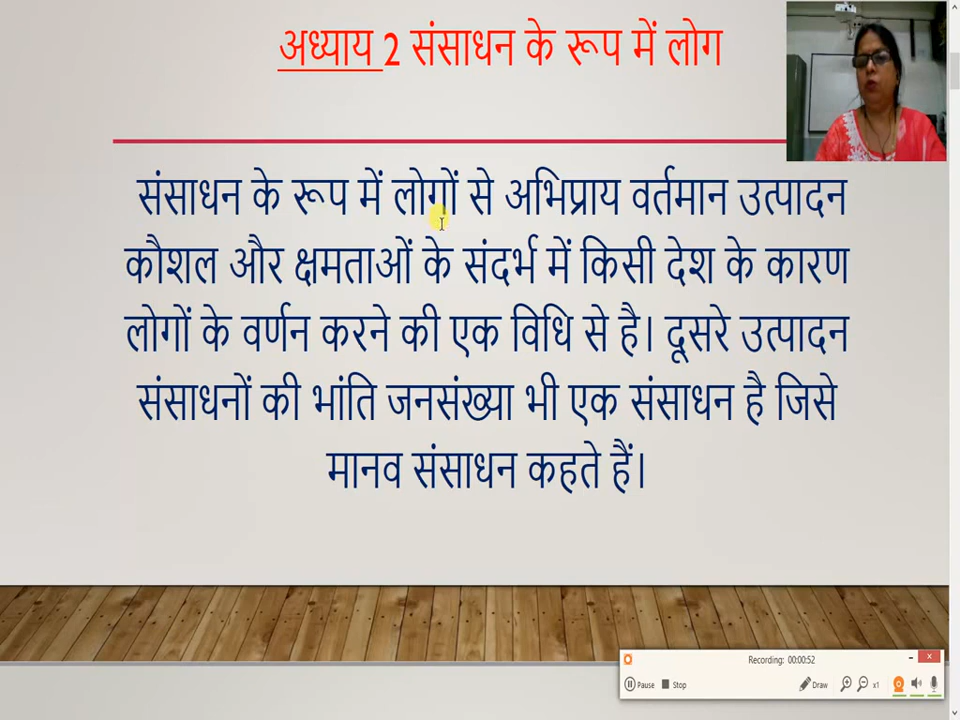 अध्याय 2 संसाधन के रूप में लोग
संसाधन के रूप में लोगों से अभिप्राय वर्तमान उत्पादन
कौशल और क्षमताओं के संदर्भ में किसी देश के कारण
लोगों के वर्णन करने की एक विधि से है। दूसरे उत्पादन
संसाधनों की भांति जनसंख्या भी एक संसाधन है जिसे
मानव संसाधन कहते हैं।
Recording: 00:00:52
Pause Stop Draw x1